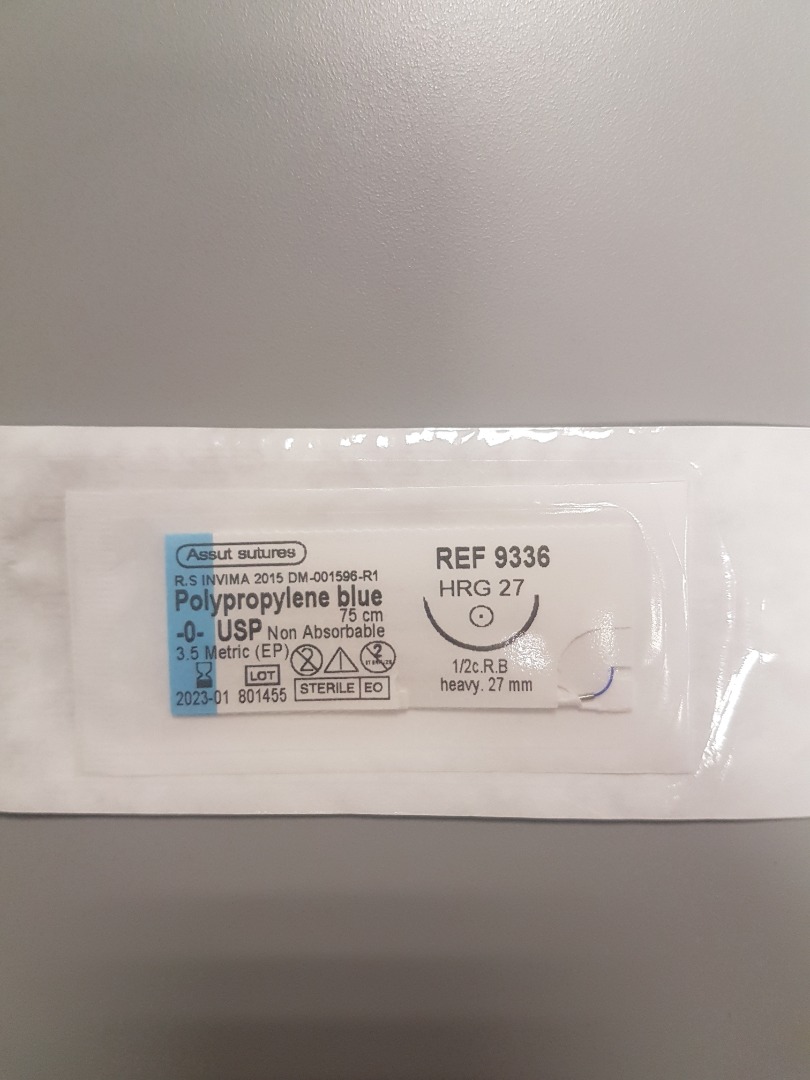 Assut sutures
R.S INVIMA 2015 DM-001596-R1
Polypropylene blue
75 cm
-0- USP Non Absorbable
3.5 Metric (EP)
2
LOT
2023-01 801455
STERILE EO
REF 9336
HRG 27
1/2c.R.B
heavy. 27 mm